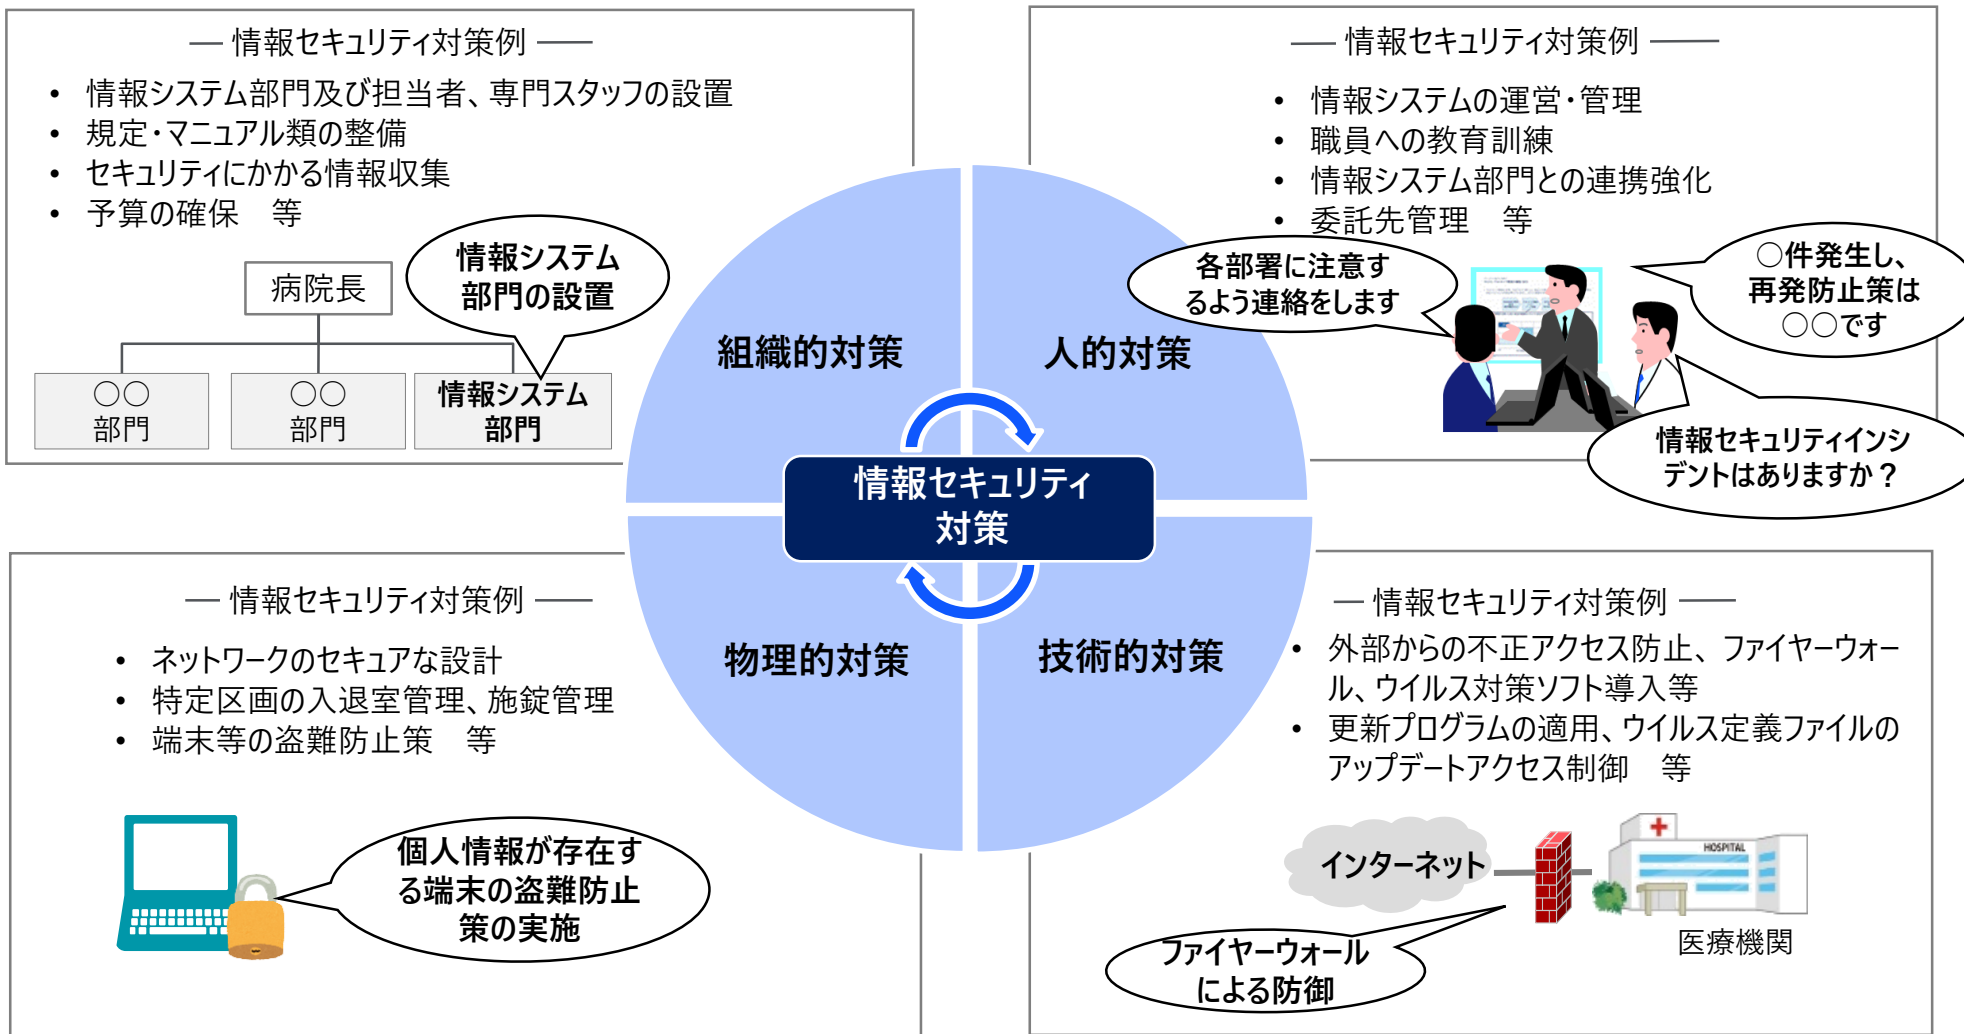 ― 情報セキュリティ対策例 ――
• 情報システム部門及び担当者、専門スタッフの設置
• 規定・マニュアル類の整備
• セキュリティにかかる情報収集
• 予算の確保　等
情報システム
部門の設置
病院長
〇〇
部門
〇〇
部門
情報システム
部門
― 情報セキュリティ対策例 ――
• 情報システムの運営・管理
• 職員への教育訓練
• 情報システム部門との連携強化
• 委託先管理　等
各部署に注意す
るよう連絡をします
〇件発生し、
再発防止策は
〇〇です
情報セキュリティインシ
デントはありますか？
組織的対策
人的対策
情報セキュリティ
対策
物理的対策
技術的対策
― 情報セキュリティ対策例 ――
• ネットワークのセキュアな設計
• 特定区画の入退室管理、施錠管理
• 端末等の盗難防止策　等
個人情報が存在す
る端末の盗難防止
策の実施
― 情報セキュリティ対策例 ――
• 外部からの不正アクセス防止、ファイヤーウォー
ル、ウイルス対策ソフト導入等
• 更新プログラムの適用、ウイルス定義ファイルの
アップデートアクセス制御　等
インターネット
HOSPITAL
医療機関
ファイヤーウォール
による防御